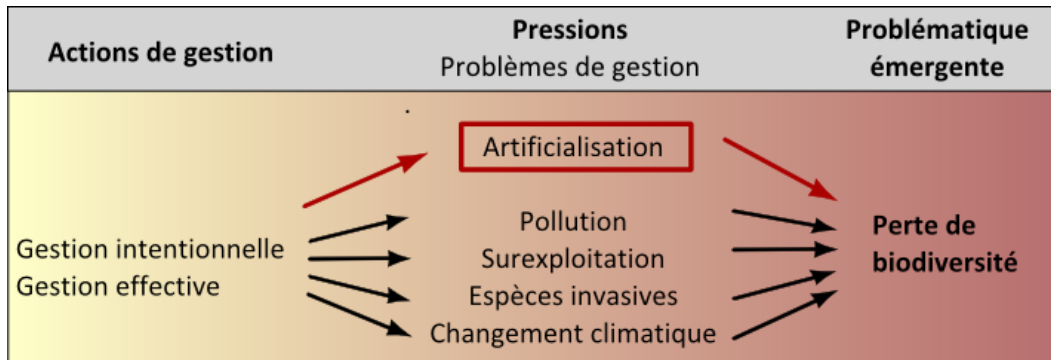 Actions de gestion
Pressions
Problèmes de gestion
Problématique
émergente
Artificialisation
Gestion intentionnelle
Gestion effective
Pollution
Surexploitation
Espèces invasives
Changement climatique
Perte de
biodiversité